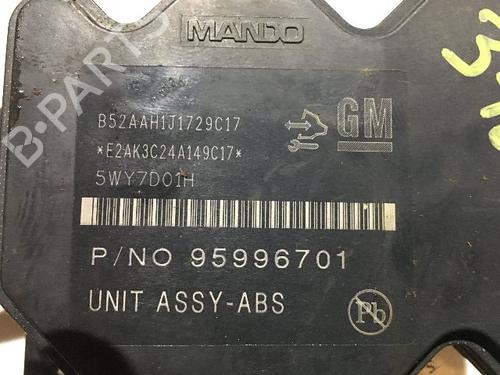 MANDO
B52AAH1J1729C17
*E2AK3C24A149C17*
GM
5WY7D01H
P/NO 95996701
UNIT ASSY-ABS
Pb
B-PARTS